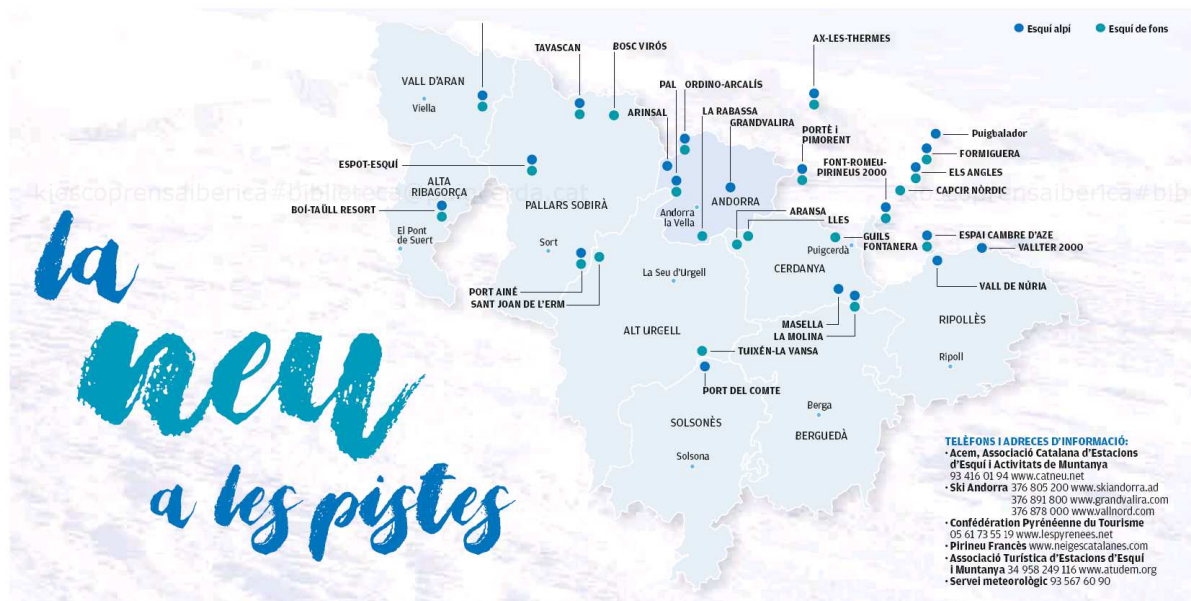 la
neu
a les pistes
Esquí alpí
Esquí de fons
TAVASCAN
BOSC VIRÓS
AX-LES-THERMES
VALL D'ARAN
Viella
PAL
ORDINO-ARCALÍS
ARINSAL
LA RABASSA
GRANDVALIRA
PORTÈ i
PIMORENT
Puigbalador
FORMIGUERA
FONT-ROMEU-
PIRINEUS 2000
ELS ANGLES
CAPCIR NÒRDIC
ESPOT-ESQUÍ
ALTA
RIBAGORÇA
kioscoprensaiberica#biblioteca@puigcerda.cat
BOÍ-TAÜLL RESORT
PALLARS SOBIRÀ
ANDORRA
Andorra
la Vella
ARANSA
LLES
El Pont
de Suert
Sort
GUILS
FONTANERA
Puigcerdà
ESPAI CAMBRE D'AZE
VALLTER 2000
La Seu d'Urgell
CERDANYA
VALL DE NÚRIA
PORT AINÉ
SANT JOAN DE L'ERM
ALT URGELL
MASELLA
LA MOLINA
RIPOLLÈS
TUIXÉN-LA VANSA
Ripoll
PORT DEL COMTE
Berga
SOLSONÈS
BERGUEDÀ
Solsona
TELÈFONS I ADRECES D'INFORMACIÓ:
· Acem, Associació Catalana d'Estacions
d'Esquí i Activitats de Muntanya
93 416 01 94 www.catneu.net
· Ski Andorra 376 805 200 www.skiandorra.ad
376 891 800 www.grandvalira.com
376 878 000 www.vallnord.com
· Confédération Pyrénéenne du Tourisme
05 61 73 55 19 www.lespyrenees.net
· Pirineu Francès www.neigescatalanes.com
· Associació Turística d'Estacions d'Esquí
i Muntanya 34 958 249 116 www.atudem.org
· Servei meteorològic 93 567 60 90